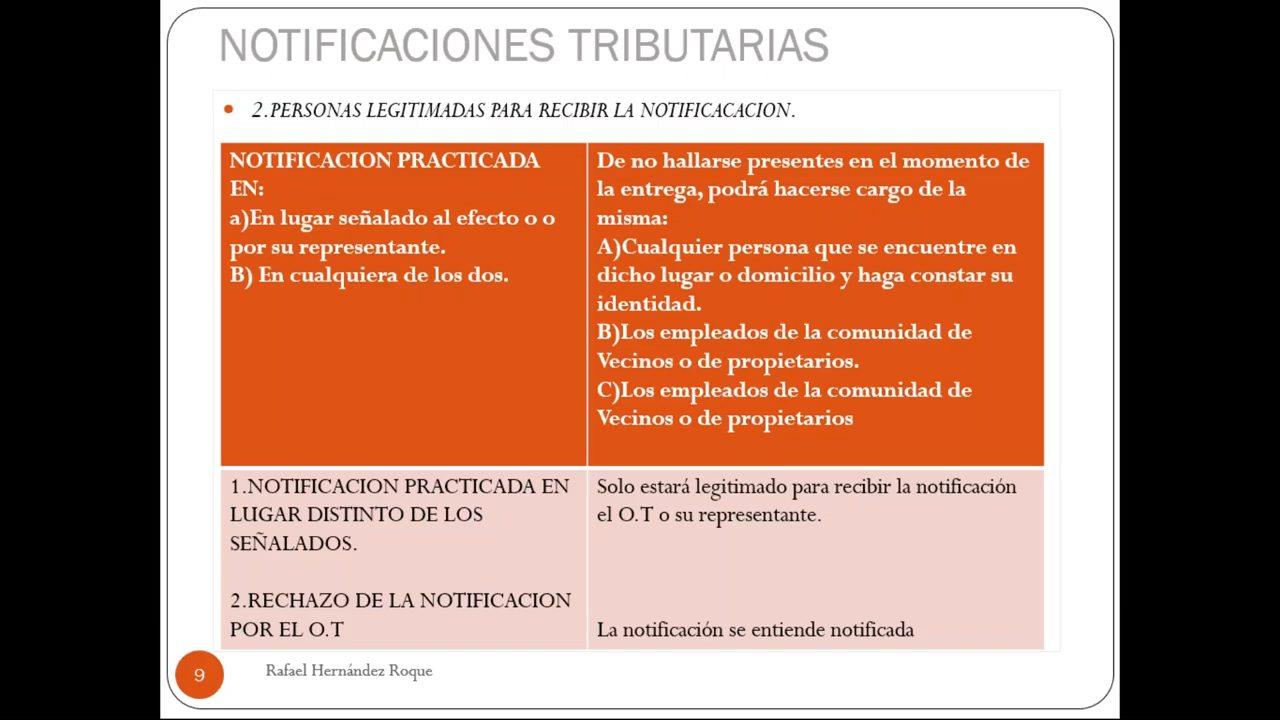 NOTIFICACIONES TRIBUTARIAS
2.PERSONAS LEGITIMADAS PARA RECIBIR LA NOTIFICACACION.
NOTIFICACION PRACTICADA
EN:
a)En lugar señalado al efecto o o
por su representante.
B) En cualquiera de los dos.
De no hallarse presentes en el momento de
la entrega, podrá hacerse cargo de la
misma:
A)Cualquier persona que se encuentre en
dicho lugar o domicilio y haga constar su
identidad.
B)Los empleados de la comunidad de
Vecinos o de propietarios.
C)Los empleados de la comunidad de
Vecinos o de propietarios
1.NOTIFICACION PRACTICADA EN
LUGAR DISTINTO DE LOS
SEÑALADOS.
Solo estará legitimado para recibir la notificación
el O.T o su representante.
2.RECHAZO DE LA NOTIFICACION
POR EL O.T
La notificación se entiende notificada
9
Rafael Hernández Roque